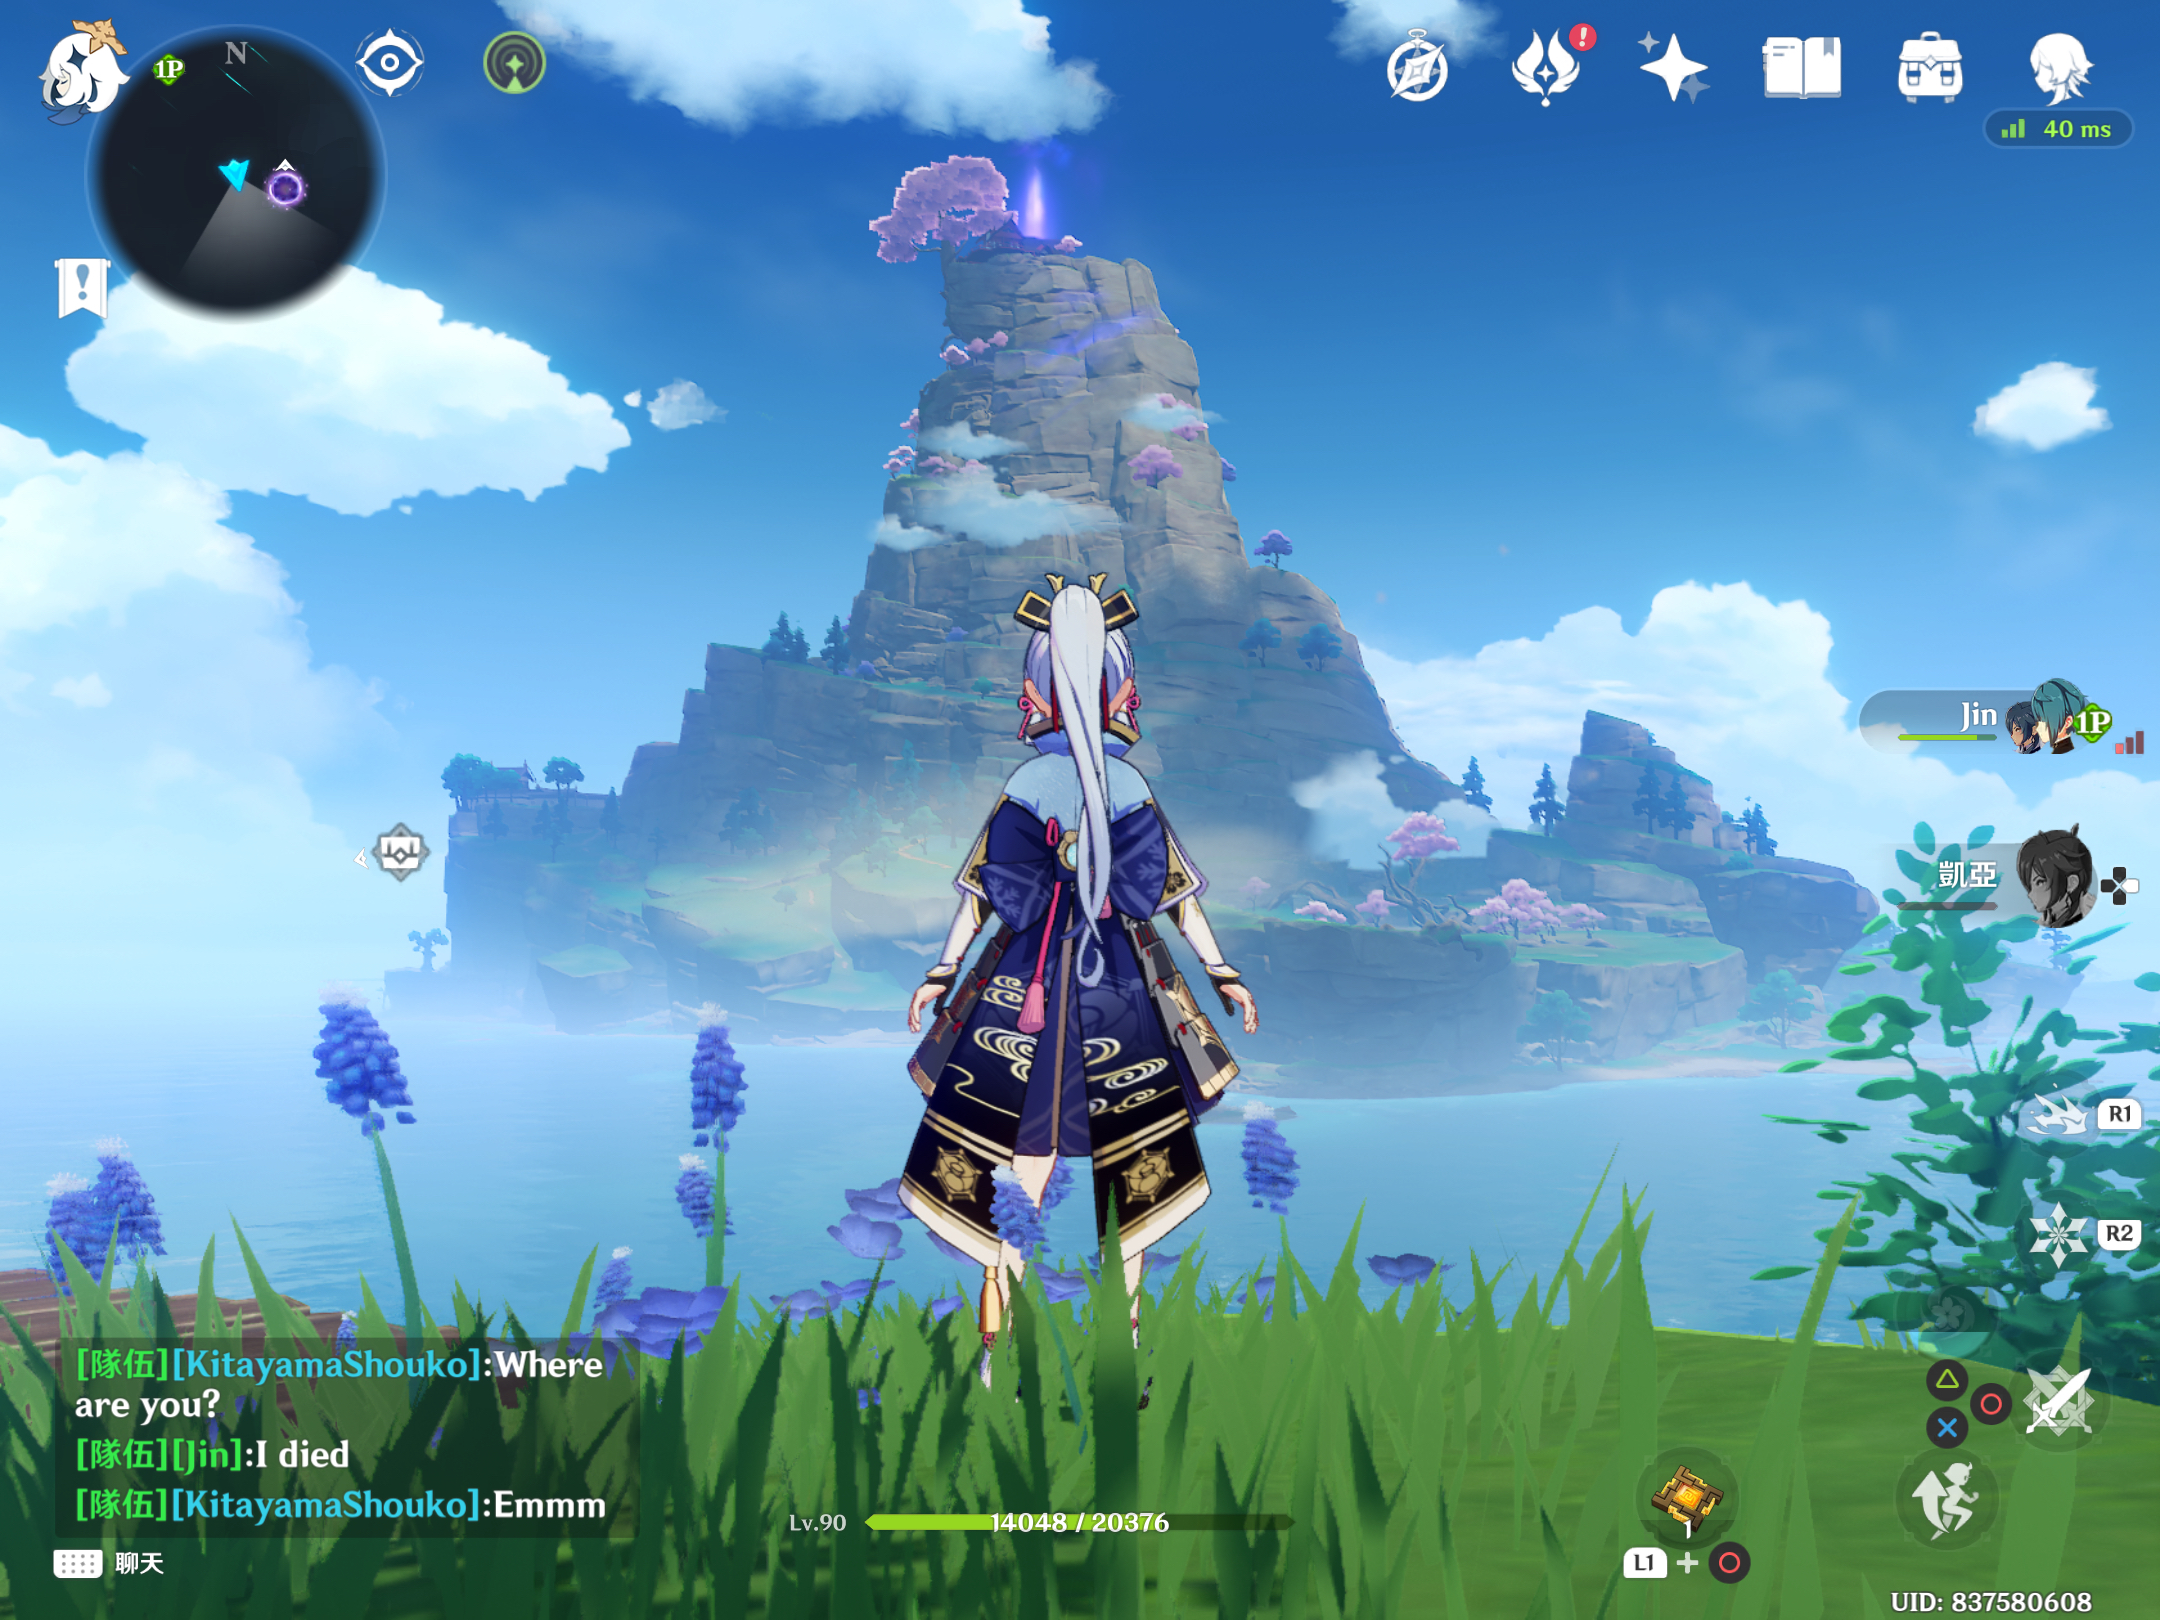 N
1P
40 ms
Jin
1P
凱亞
R1
R2
[隊伍][KitayamaShouko]:Where
are you?
[隊伍][Jin]:I died
[隊伍][KitayamaShouko]:Emmm
聊天
Lv.90
14048 / 20376
1
L1 +
UID: 837580608